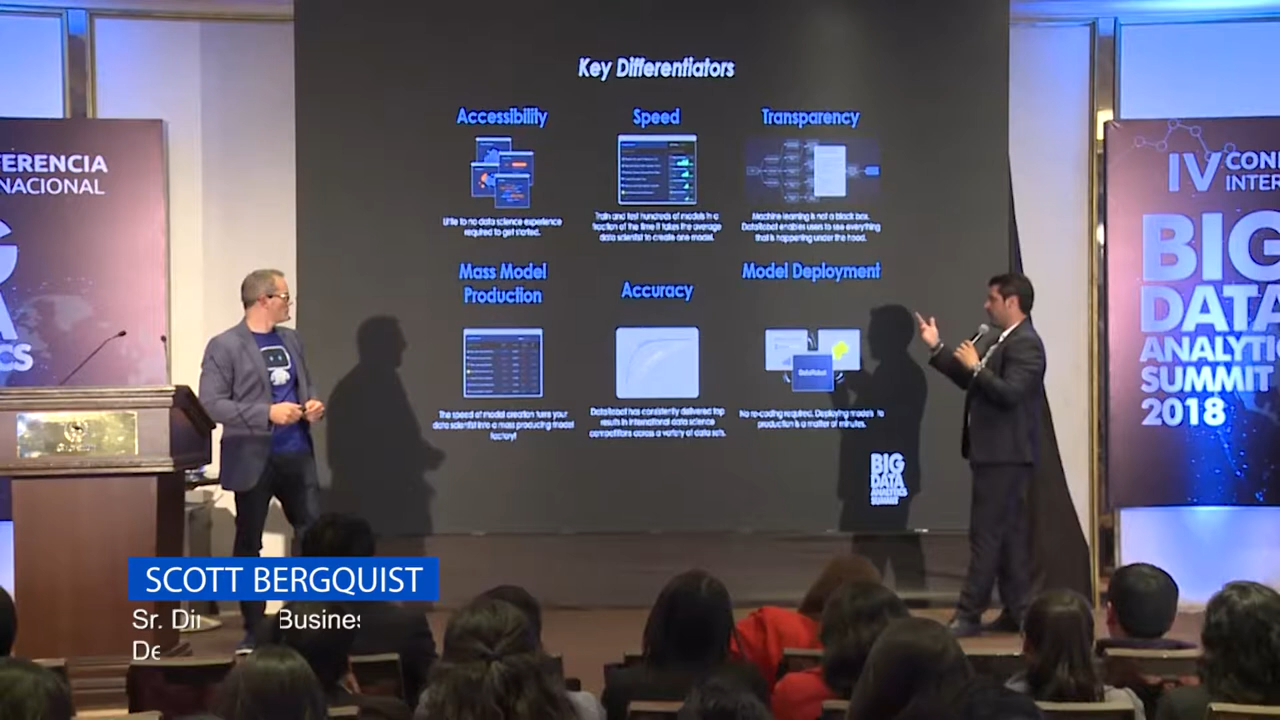 Key Differentiators
Accessibility
Speed
Transparency
Little to no data science experience
required to get started.
Train and test hundreds of models in a
fraction of the time it takes the average
data scientist to create one model.
Machine learning is not a black box.
DataRobot enables users to see everything
that is happening under the hood.
Mass Model
Production
Accuracy
Model Deployment
DataRobot
The speed of model creation turns your
data scientist into a mass producing model
factory!
DataRobot has consistently delivered top
results in international data science
competitions across a variety of data sets.
No re-coding required. Deploying models to
production is a matter of minutes.
BIG
DATA
ANALYTICS
SUMMIT
ERENCIA
NACIONAL
G
A
CS
IV CON
INTER
BIG
DATA
ANALYTIC
SUMMIT
2018
SCOTT BERGQUIST
Sr. Di Busines
De